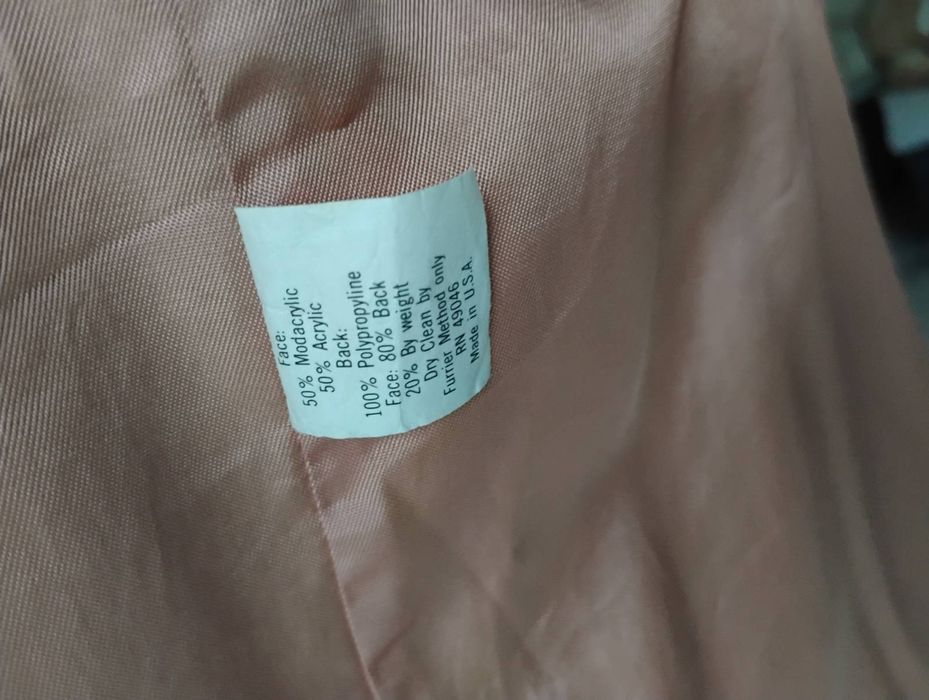 Face:
50% Modacrylic
50% Acrylic
Back:
100% Polypropyline
Face: 80% Back
20% By weight
Dry Clean by
Furrier Method only
RN 49046
Made in U.S.A.